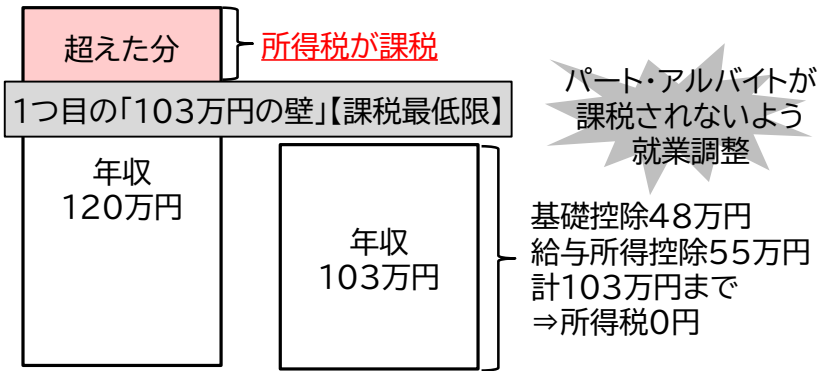 超えた分
所得税が課税
1つ目の「103万円の壁」【課税最低限】
パート・アルバイトが
課税されないよう
就業調整
年収
120万円
年収
103万円
基礎控除48万円
給与所得控除55万円
計103万円まで
⇒所得税0円